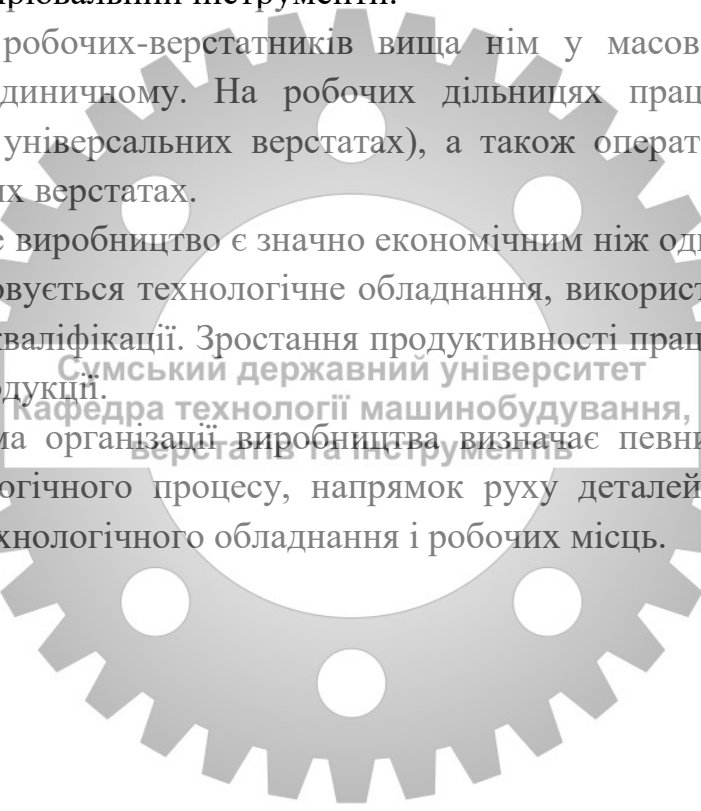 робочих-верстатників вища нім у масов
диничному. На робочих дільницях прац
універсальних верстатах), а також операт
их верстатах.
е виробництво є значно економічним ніж од
овується технологічне обладнання, використ
кваліфікації. Зростання продуктивності прац
Сумський державний університет
одукції.
Кафедра технології машинобудування,
ма організації виробництва визначає певни
верстатів та інструментів
огічного процесу, напрямок руху деталей
хнологічного обладнання і робочих місць.